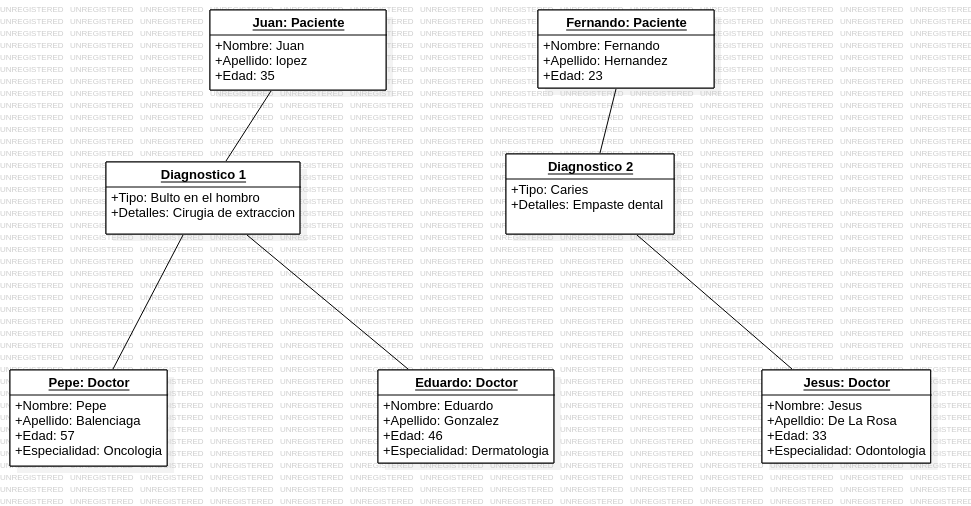 Juan: Paciente
+Nombre: Juan
+Apellido: lopez
+Edad: 35
Fernando: Paciente
+Nombre: Fernando
+Apellido: Hernandez
+Edad: 23
Diagnostico 1
+Tipo: Bulto en el hombro
+Detalles: Cirugia de extraccion
Diagnostico 2
+Tipo: Caries
+Detalles: Empaste dental
Pepe: Doctor
+Nombre: Pepe
+Apellido: Balenciaga
+Edad: 57
+Especialidad: Oncologia
Eduardo: Doctor
+Nombre: Eduardo
+Apellido: Gonzalez
+Edad: 46
+Especialidad: Dermatologia
Jesus: Doctor
+Nombre: Jesus
+Apelldio: De La Rosa
+Edad: 33
+Especialidad: Odontologia
UNREGISTERED